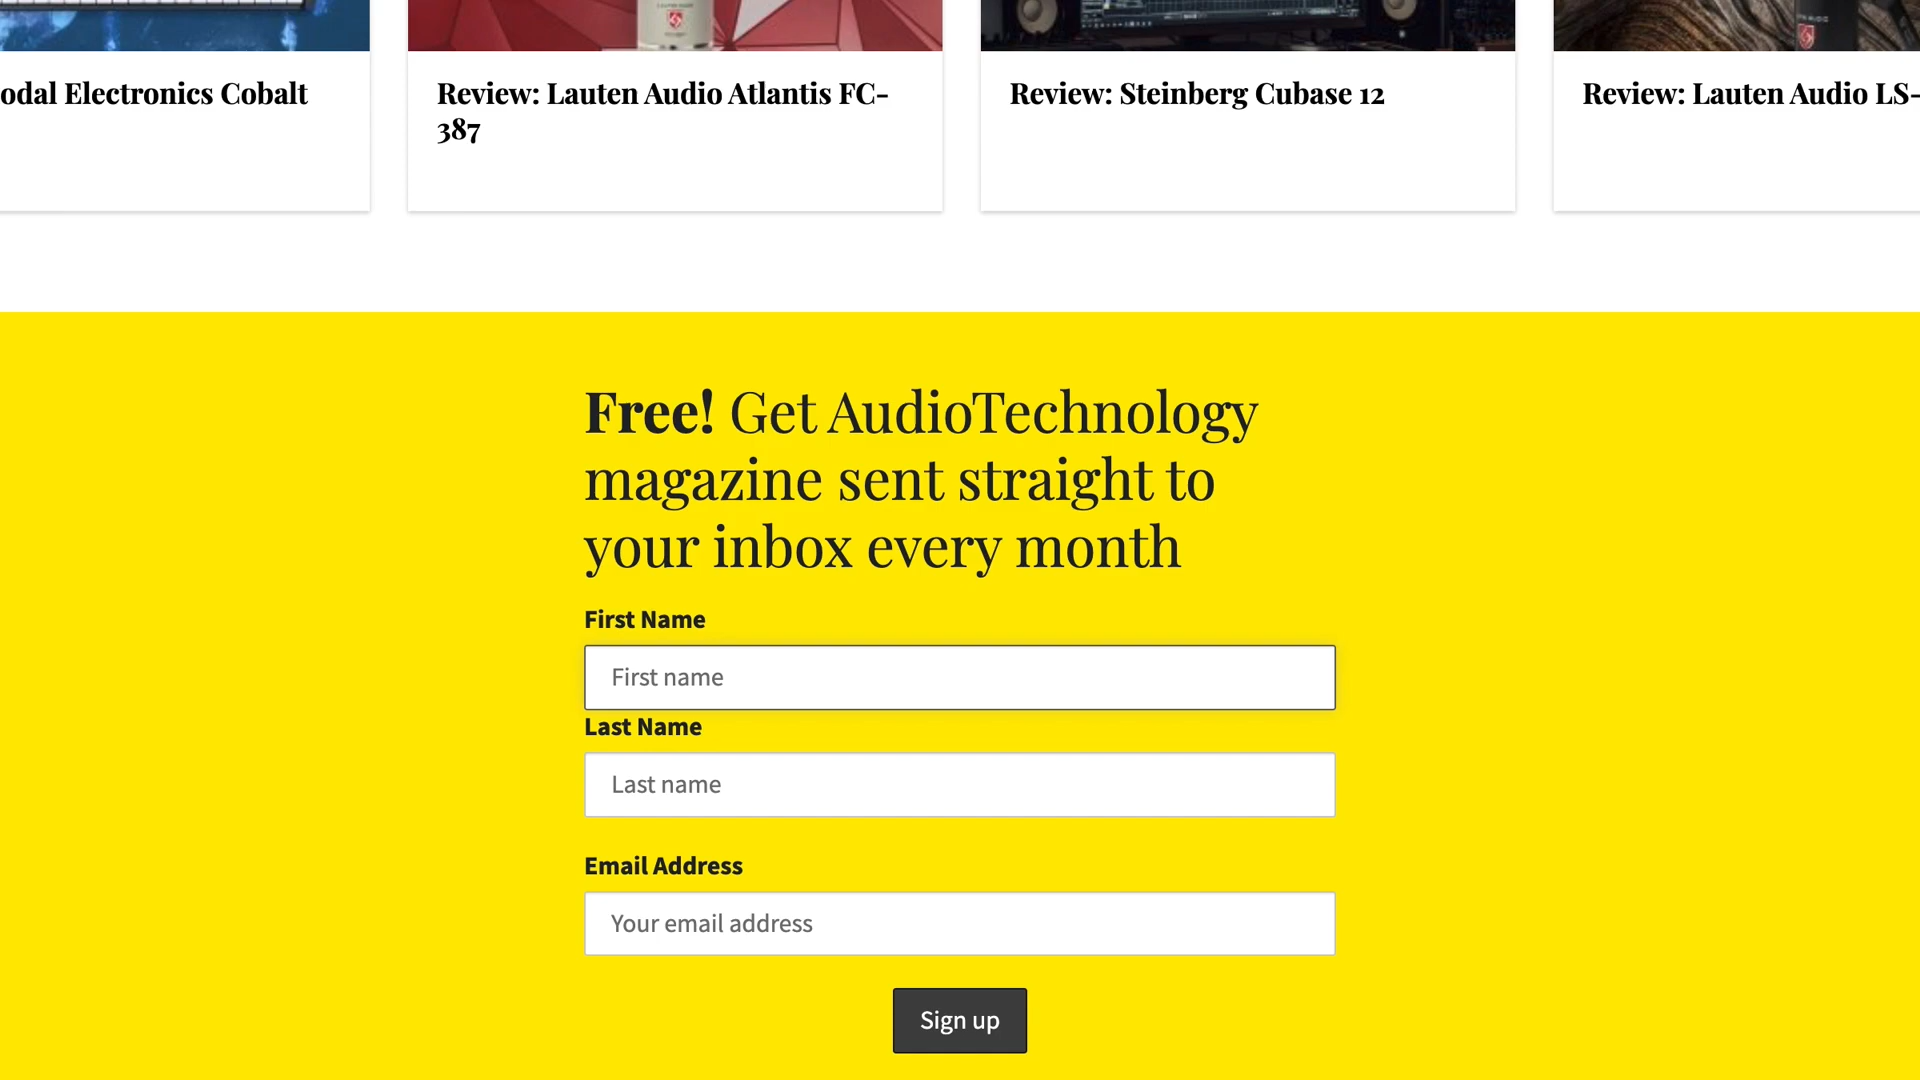 odal Electronics Cobalt
Review: Lauten Audio Atlantis FC-
387
Review: Steinberg Cubase 12
Review: Lauten Audio LS-
Free! Get AudioTechnology
magazine sent straight to
your inbox every month
First Name
First name
Last Name
Last name
Email Address
Your email address
Sign up